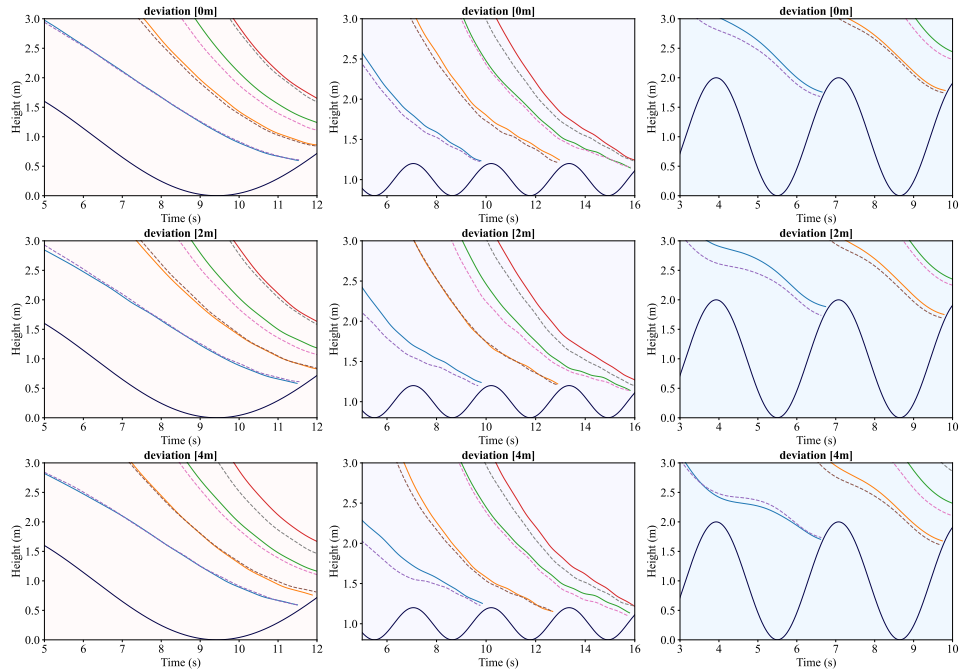 deviation [0m] deviation [0m] deviation [0m]
Height (m) 3.0 2.5 2.0 1.5 1.0 0.5 0.0
Height (m) 3.0 2.5 2.0 1.5 1.0
Height (m) 3.0 2.5 2.0 1.5 1.0 0.5 0.0
5 6 7 8 9 10 11 12
6 8 10 12 14 16
3 4 5 6 7 8 9 10
Time (s) Time (s) Time (s)
deviation [2m] deviation [2m] deviation [2m]
Height (m) 3.0 2.5 2.0 1.5 1.0 0.5 0.0
Height (m) 3.0 2.5 2.0 1.5 1.0
Height (m) 3.0 2.5 2.0 1.5 1.0 0.5 0.0
5 6 7 8 9 10 11 12
6 8 10 12 14 16
3 4 5 6 7 8 9 10
Time (s) Time (s) Time (s)
deviation [4m] deviation [4m] deviation [4m]
Height (m) 3.0 2.5 2.0 1.5 1.0 0.5 0.0
Height (m) 3.0 2.5 2.0 1.5 1.0
Height (m) 3.0 2.5 2.0 1.5 1.0 0.5 0.0
5 6 7 8 9 10 11 12
6 8 10 12 14 16
3 4 5 6 7 8 9 10
Time (s) Time (s) Time (s)